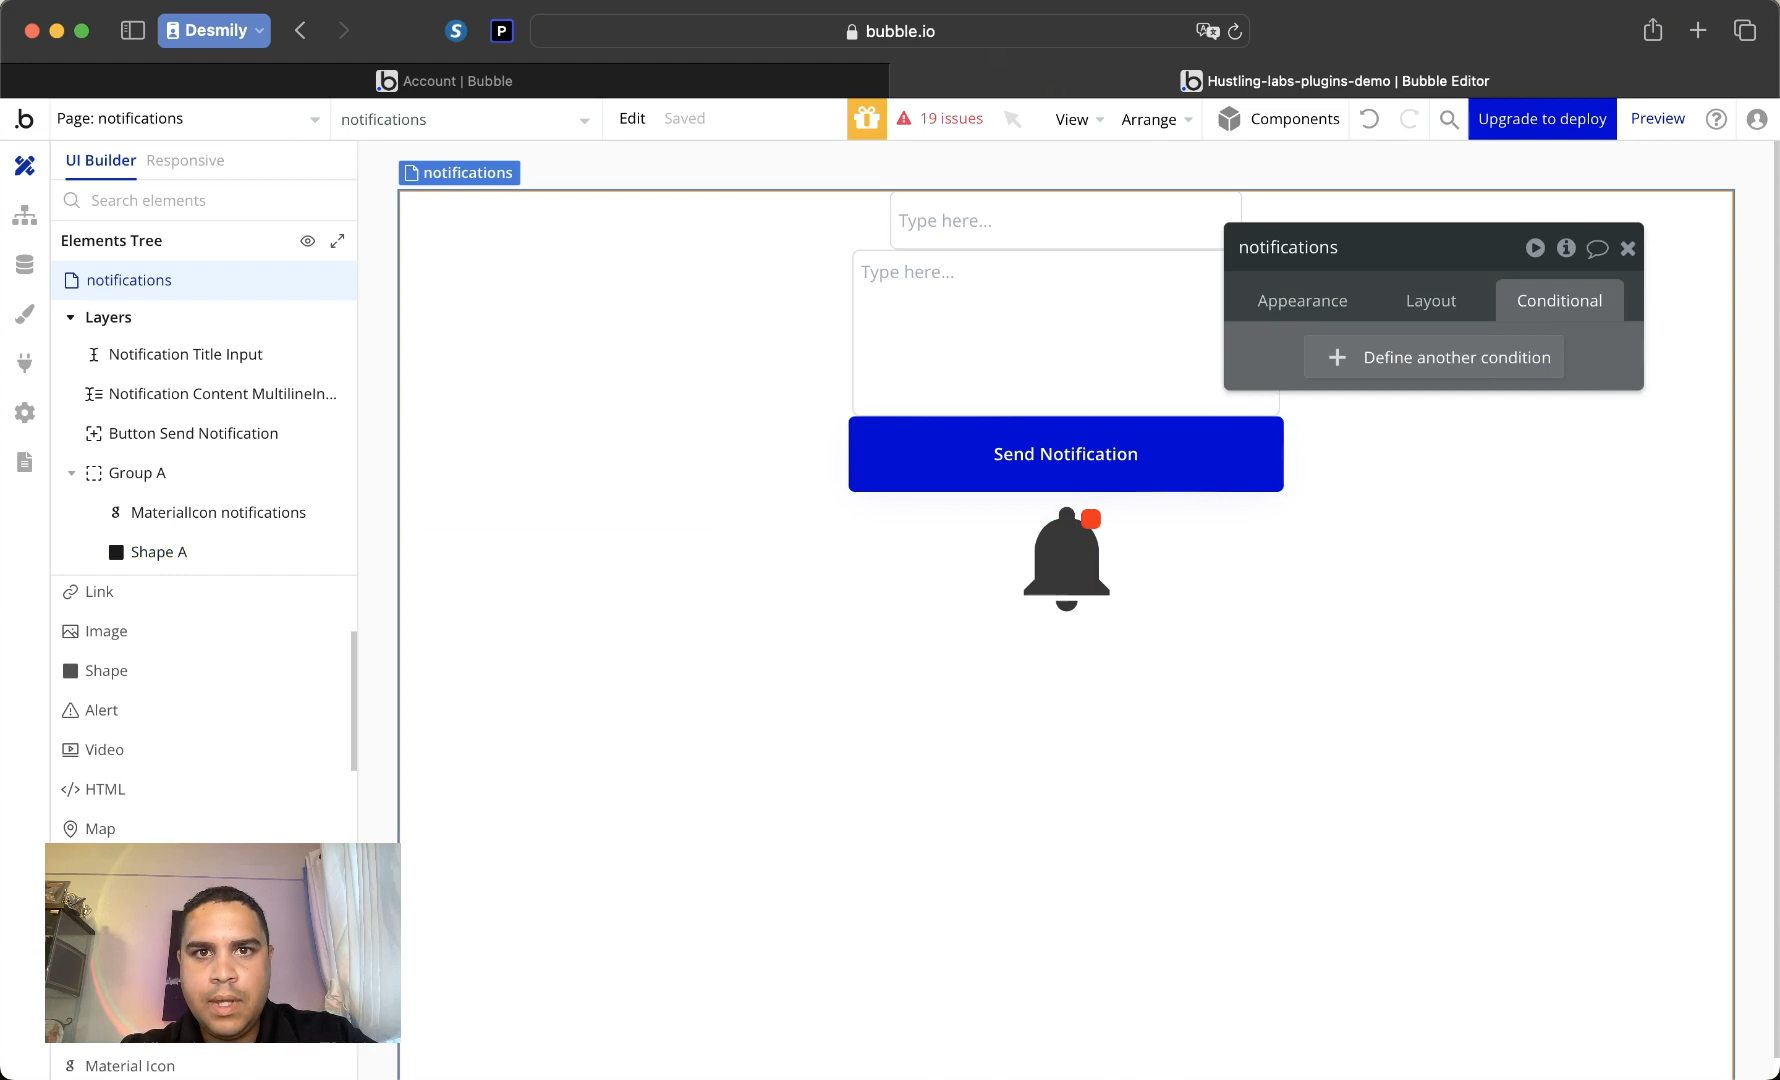 Desmily
S
P
bubble.io
Account | Bubble
Hustling-labs-plugins-demo | Bubble Editor
b
Page: notifications
notifications
Edit
Saved
19 issues
View
Arrange
Components
Upgrade to deploy
Preview
UI Builder
Responsive
Search elements
Elements Tree
notifications
Layers
Notification Title Input
Notification Content MultilineIn...
Button Send Notification
Group A
MaterialIcon notifications
Shape A
Link
Image
Shape
Alert
Video
HTML
Map
Material Icon
notifications
Type here...
Type here...
Send Notification
notifications
Appearance
Layout
Conditional
Define another condition